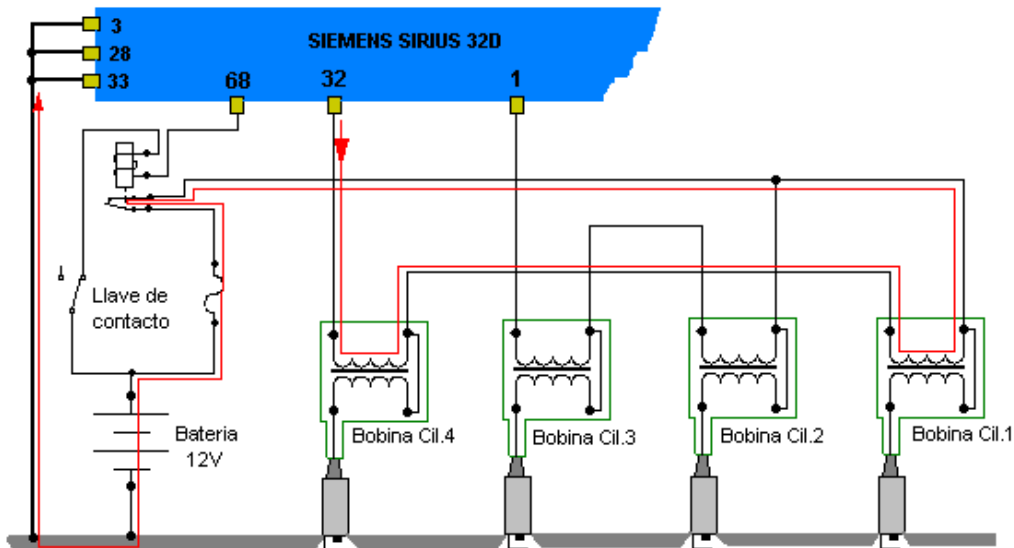 3
SIEMENS SIRIUS 32D
28
33
68
32
1
Llave de
contacto
Bateria
12V
Bobina Cil.4
Bobina Cil.3
Bobina Cil.2
Bobina Cil.1